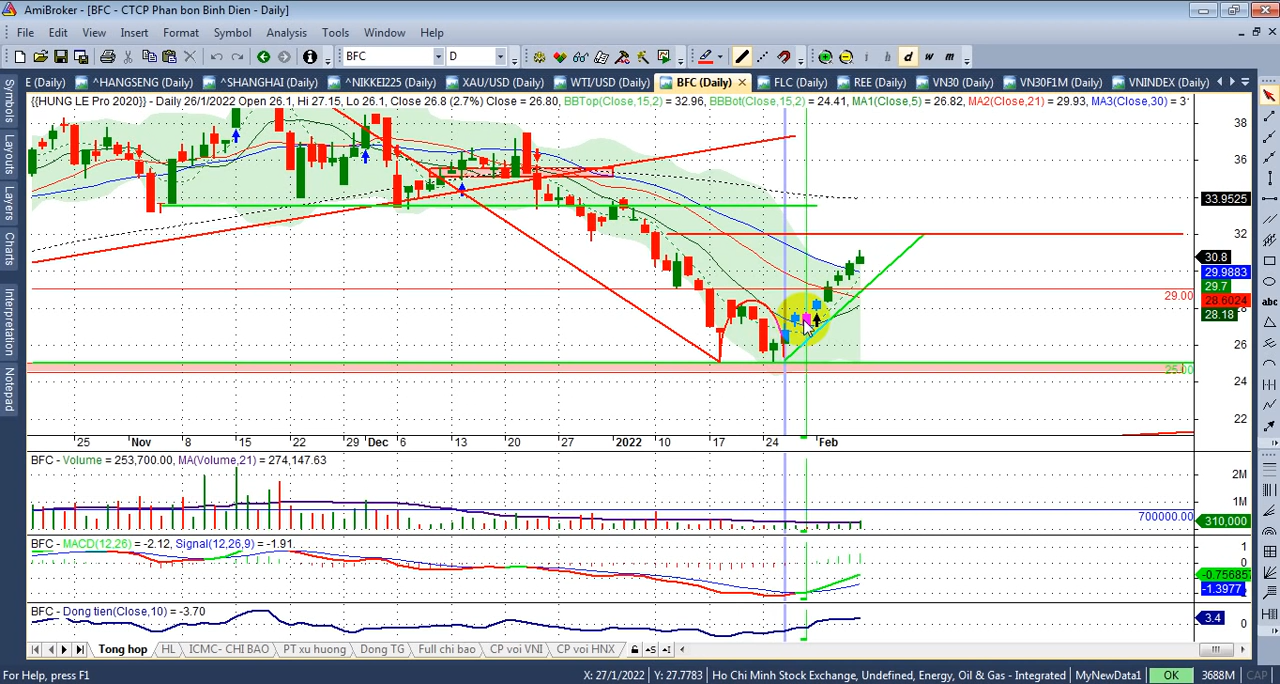 AmiBroker - [BFC - CTCP Phan bon Binh Dien - Daily]
File Edit View Insert Format Symbol Analysis Tools Window Help
BFC D i h d w m
E (Daily) ^HANGSENG (Daily) ^SHANGHAI (Daily) ^NIKKEI225 (Daily) XAU/USD (Daily) WTI/USD (Daily) BFC (Daily) FLC (Daily) REE (Daily) VN30 (Daily) VN30F1M (Daily) VNINDEX (Daily)
{{HUNG LE Pro 2020}} - Daily 26/1/2022 Open 26.1, Hi 27.15, Lo 26.1, Close 26.8 (2.7%) Close = 26.80, BBTop(Close,15,2) = 32.96, BBBot(Close,15,2) = 24.41, MA1(Close,5) = 26.82, MA2(Close,21) = 29.93, MA3(Close,30) = 3
Symbols
Layouts
Layers
Charts
Interpretation
Notepad
38
36
33.9525
32
30.8
29.9883
29.7
29.00
28.6024
28.18
26
25.00
24
22
25 Nov 8 15 22 29 Dec 6 13 20 27 2022 10 17 24 Feb
BFC - Volume = 253,700.00, MA(Volume,21) = 274,147.63
2M
1M
700000.00
310,000
BFC - MACD(12,26) = -2.12, Signal(12,26,9) = -1.91
1
0
-0.75685
-1.3977
BFC - Dong tien(Close,10) = -3.70
3.4
0
Tong hop HL ICMC- CHI BAO PT xu huong Dong TG Full chi bao CP voi VNI CP voi HNX
For Help, press F1 X: 27/1/2022 Y: 27.7783 Ho Chi Minh Stock Exchange, Undefined, Energy, Oil & Gas - Integrated MyNewData1 OK 3688M CAP